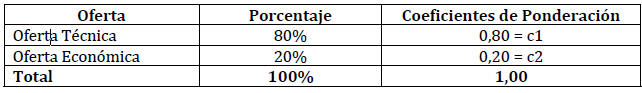 Oferta Porcentaje Coeficientes de Ponderación
Oferta Técnica 80% 0,80 = c1
Oferta Económica 20% 0,20 = c2
Total 100% 1,00